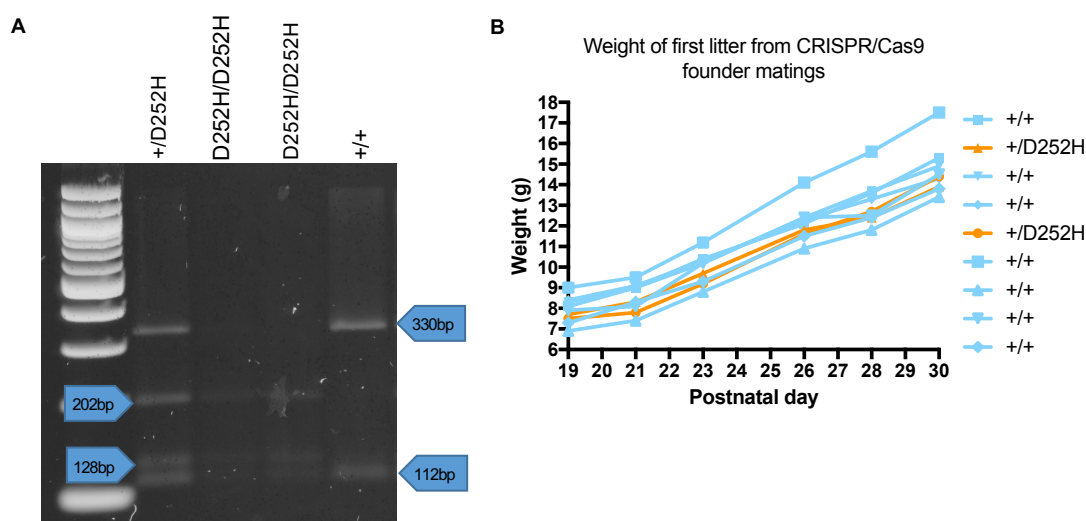 A
+/D252H
D252H/D252H
D252H/D252H
+/+
330bp
202bp
128bp
112bp
B
Weight of first litter from CRISPR/Cas9
founder matings
18
17
16
15
14
13
12
11
10
9
8
7
6
Weight (g)
19 20 21 22 23 24 25 26 27 28 29 30
Postnatal day
+/+
+/D252H
+/+
+/+
+/D252H
+/+
+/+
+/+
+/+